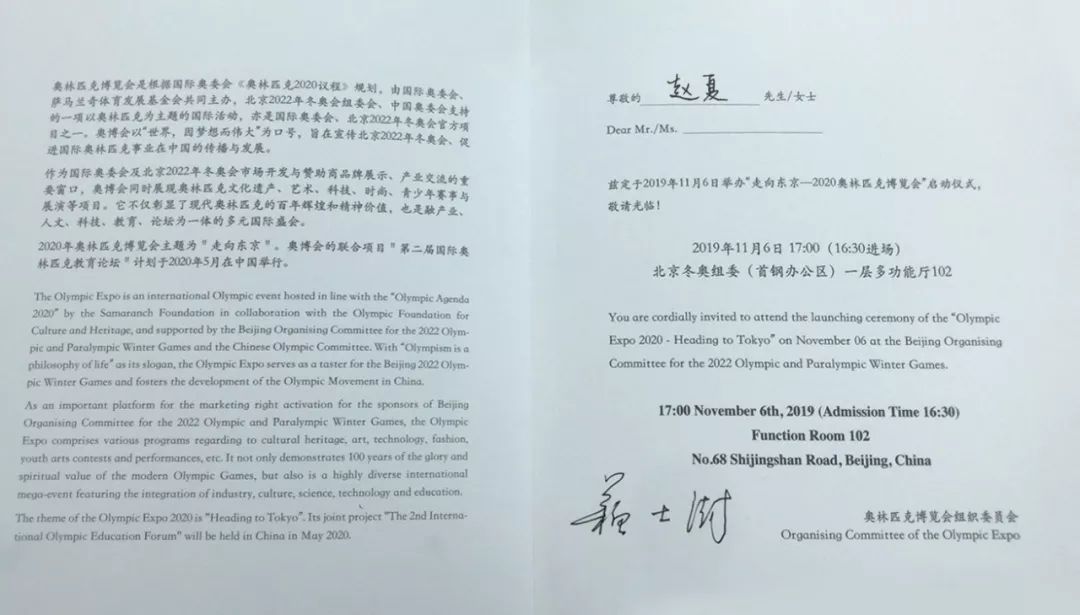 奥林匹克博览会是根据国际奥委会《奥林匹克2020议程》规划，由国际奥委会、
萨马兰奇体育发展基金会共同主办，北京2022年冬奥会组委会、中国奥委会支持
的一项以奥林匹克为主题的国际活动，亦是国际奥委会、北京2022年冬奥会官方项
目之一。奥博会以"世界，因梦想而伟大"为口号，旨在宣传北京2022年冬奥会、促
进国际奥林匹克事业在中国的传播与发展。
作为国际奥委会及北京2022年冬奥会市场开发与赞助商品牌展示、产业交流的重
要窗口，奥博会同时展现奥林匹克文化遗产、艺术、科技、时尚、青少年赛事与
展演等项目。它不仅彰显了现代奥林匹克的百年辉煌和精神价值，也是融产业、
人文、科技、教育、论坛为一体的多元国际盛会。
2020年奥林匹克博览会主题为"走向东京"。奥博会的联合项目"第二届国际奥
林匹克教育论坛"计划于2020年5月在中国举行。
The Olympic Expo is an international Olympic event hosted in line with the "Olympic Agenda
2020" by the Samaranch Foundation in collaboration with the Olympic Foundation for
Culture and Heritage, and supported by the Beijing Organising Committee for the 2022 Olym-
pic and Paralympic Winter Games and the Chinese Olympic Committee. With "Olympism is a
philosophy of life" as its slogan, the Olympic Expo serves as a taster for the Beijing 2022 Olym-
pic Winter Games and fosters the development of the Olympic Movement in China.
As an important platform for the marketing right activation for the sponsors of Beijing
Organising Committee for the 2022 Olympic and Paralympic Winter Games, the Olympic
Expo comprises various programs regarding to cultural heritage, art, technology, fashion,
youth arts contests and performances, etc. It not only demonstrates 100 years of the glory and
spiritual value of the modern Olympic Games, but also is a highly diverse international
mega-event featuring the integration of industry, culture, science, technology and education.
The theme of the Olympic Expo 2020 is "Heading to Tokyo". Its joint project "The 2nd Interna-
tional Olympic Education Forum" will be held in China in May 2020.
尊敬的 赵夏 先生/女士
Dear Mr./Ms.
兹定于2019年11月6日举办"走向东京—2020奥林匹克博览会"启动仪式，
敬请光临！
2019年11月6日 17:00（16:30进场）
北京冬奥组委（首钢办公区）一层多功能厅102
You are cordially invited to attend the launching ceremony of the "Olympic
Expo 2020 - Heading to Tokyo" on November 06 at the Beijing Organising
Committee for the 2022 Olympic and Paralympic Winter Games.
17:00 November 6th, 2019 (Admission Time 16:30)
Function Room 102
No.68 Shijingshan Road, Beijing, China
苏士澍
奥林匹克博览会组织委员会
Organising Committee of the Olympic Expo